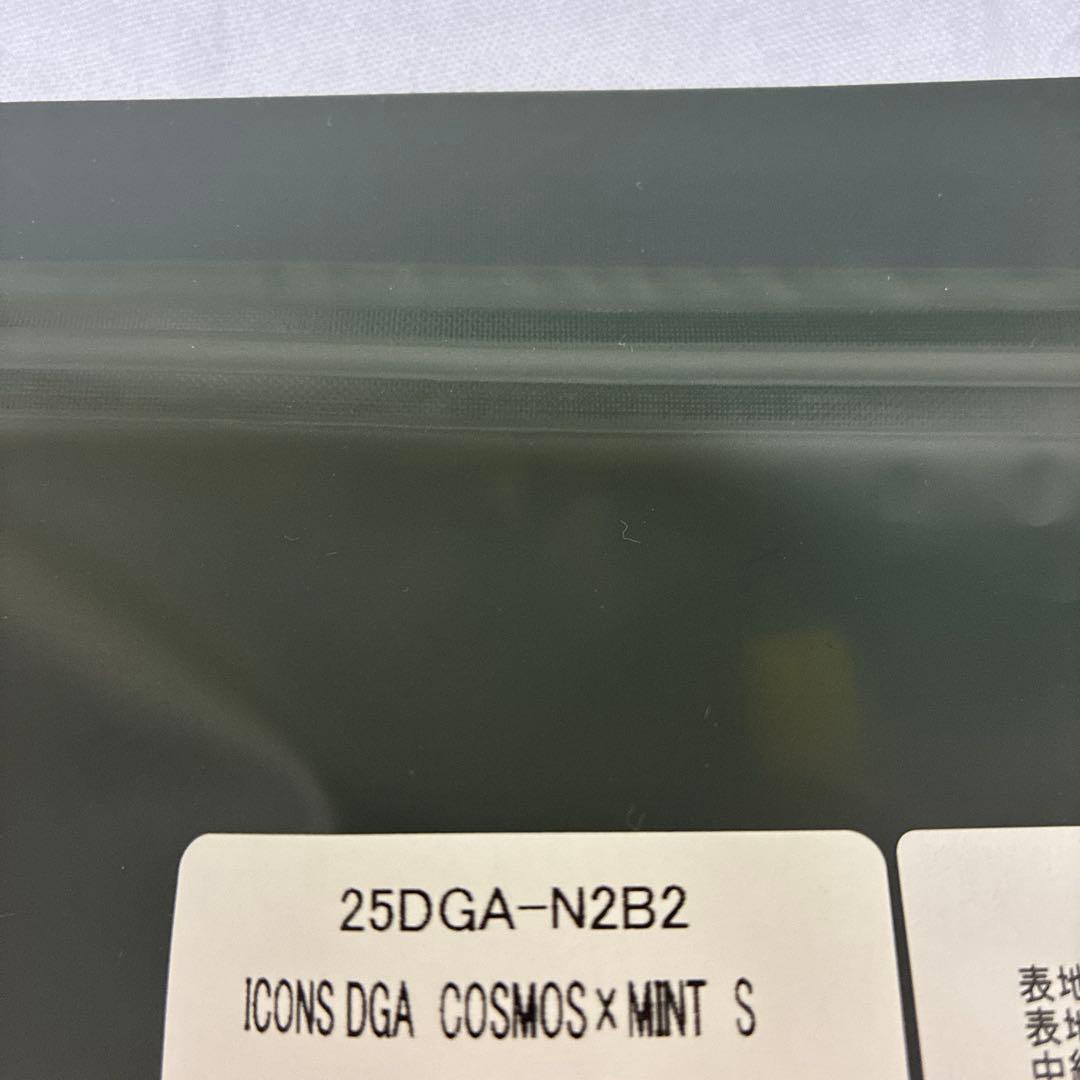 25DGA-N2B2
ICONS DGA COSMOS×MINT S
表地
表地